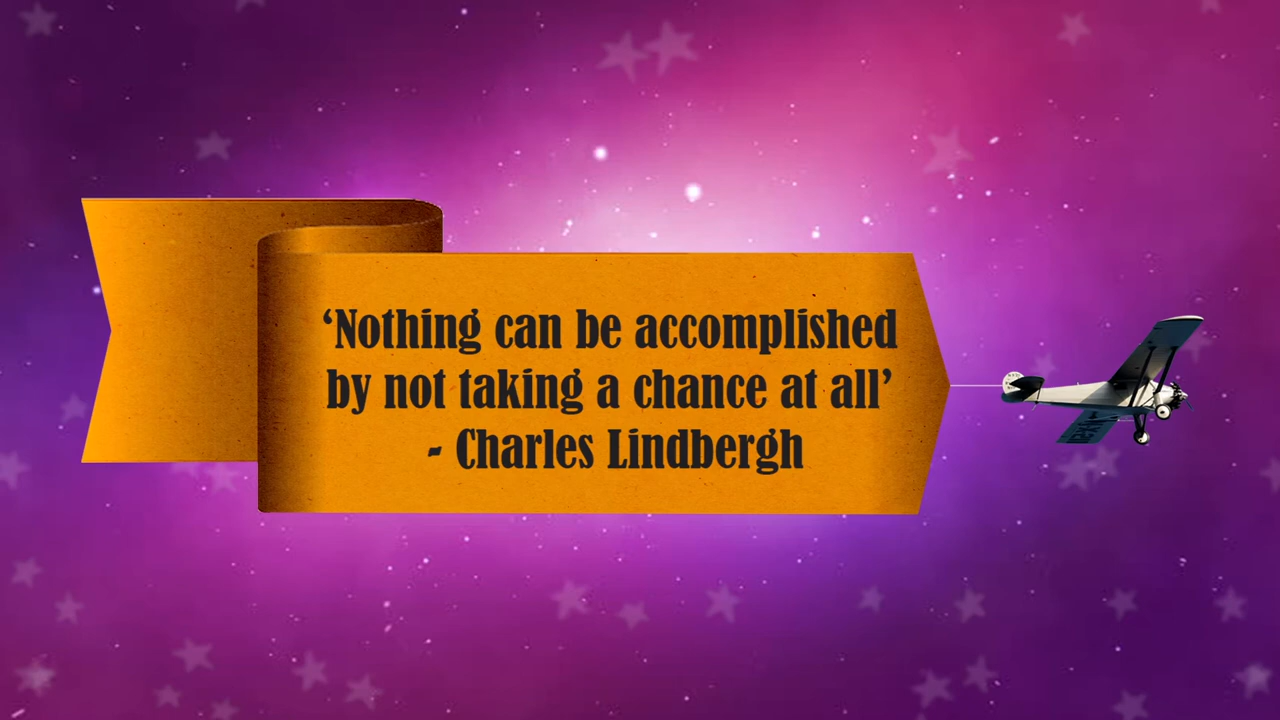 ‘Nothing can be accomplished
by not taking a chance at all’
- Charles Lindbergh